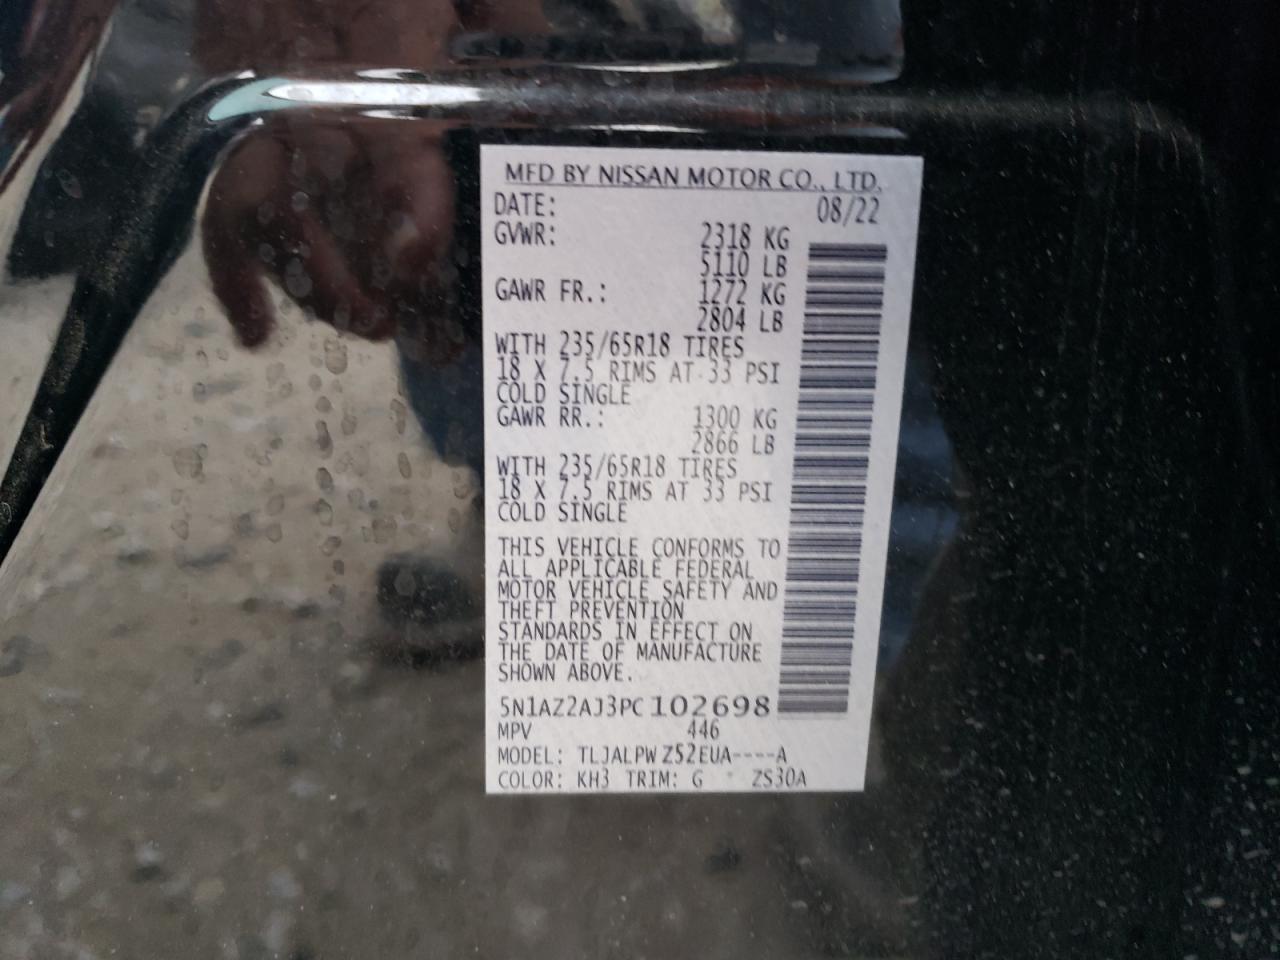 MFD BY NISSAN MOTOR CO., LTD.
DATE: 08/22
GVWR: 2318 KG
5110 LB
GAWR FR.: 1272 KG
2804 LB
WITH 235/65R18 TIRES
18 X 7.5 RIMS AT 33 PSI
COLD SINGLE
GAWR RR.: 1300 KG
2866 LB
WITH 235/65R18 TIRES
18 X 7.5 RIMS AT 33 PSI
COLD SINGLE
THIS VEHICLE CONFORMS TO
ALL APPLICABLE FEDERAL
MOTOR VEHICLE SAFETY AND
THEFT PREVENTION
STANDARDS IN EFFECT ON
THE DATE OF MANUFACTURE
SHOWN ABOVE.
5N1AZ2AJ3PC102698
MPV 446
MODEL: TLJALPW Z52EUA----A
COLOR: KH3 TRIM: G ZS30A